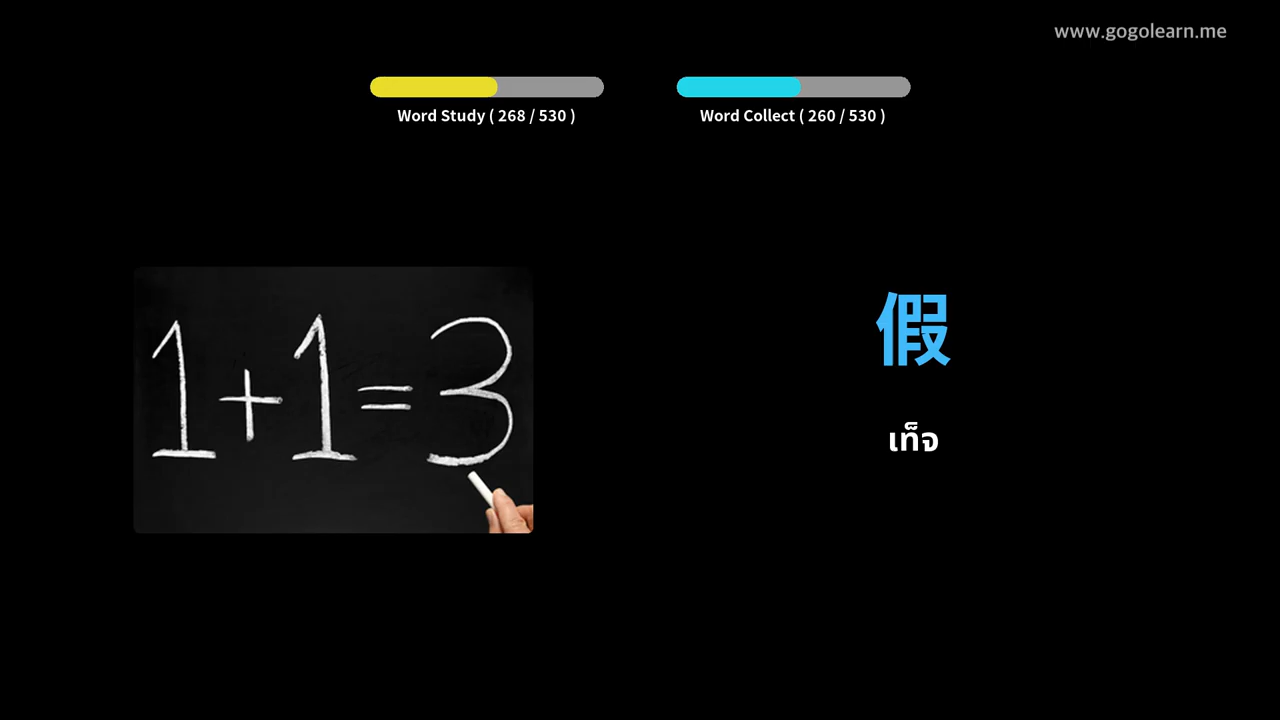 www.gogolearn.me
Word Study ( 268 / 530 )
Word Collect ( 260 / 530 )
1+1=3
假
เท็จ